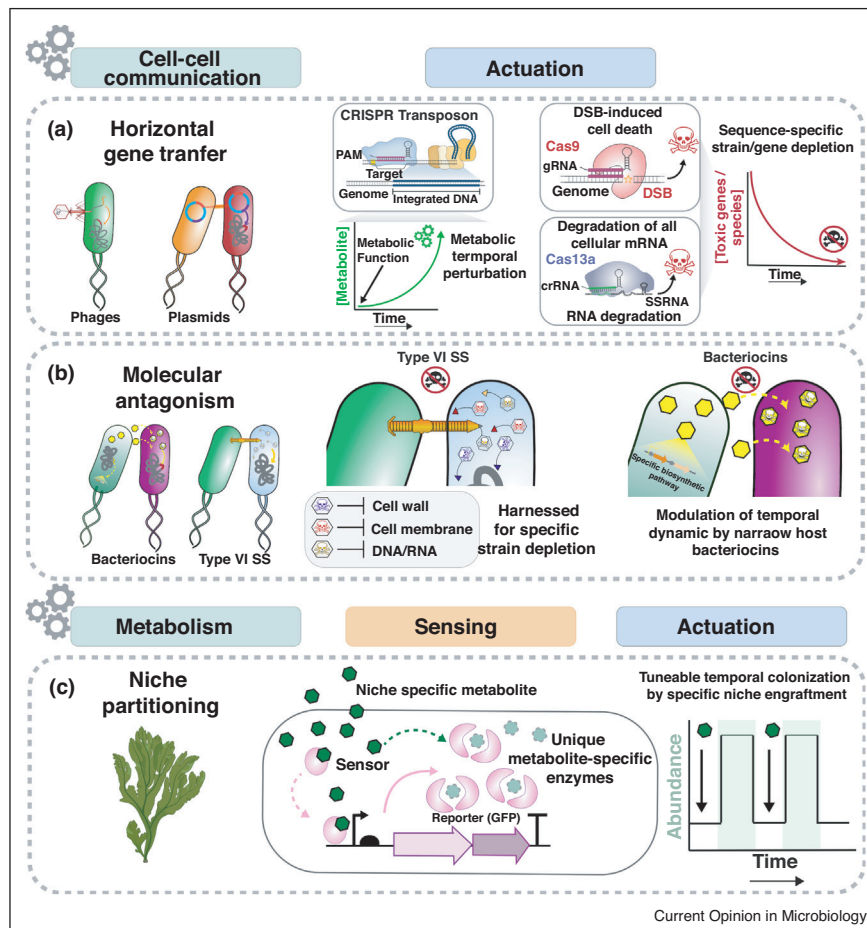 Cell-cell
communication
Actuation
(a)
Horizontal
gene tranfer
Phages
Plasmids
CRISPR Transposon
PAM
Target
Genome
Integrated DNA
[Metabolite]
Metabolic
Function
Time
Metabolic
termporal
perturbation
DSB-induced
cell death
Cas9
gRNA
Genome
DSB
Degradation of all
cellular mRNA
Cas13a
crRNA
SSRNA
RNA degradation
Sequence-specific
strain/gene depletion
[Toxic genes /
species]
Time
(b)
Molecular
antagonism
Bacteriocins
Type VI SS
Type VI SS
Cell wall
Cell membrane
DNA/RNA
Harnessed
for specific
strain depletion
Bacteriocins
Specific biosynthetic
pathway
Modulation of temporal
dynamic by narraow host
bacteriocins
Metabolism
Sensing
Actuation
(c)
Niche
partitioning
Niche specific metabolite
Sensor
Unique
metabolite-specific
enzymes
Reporter (GFP)
Tuneable temporal colonization
by specific niche engraftment
Abundance
Time
Current Opinion in Microbiology